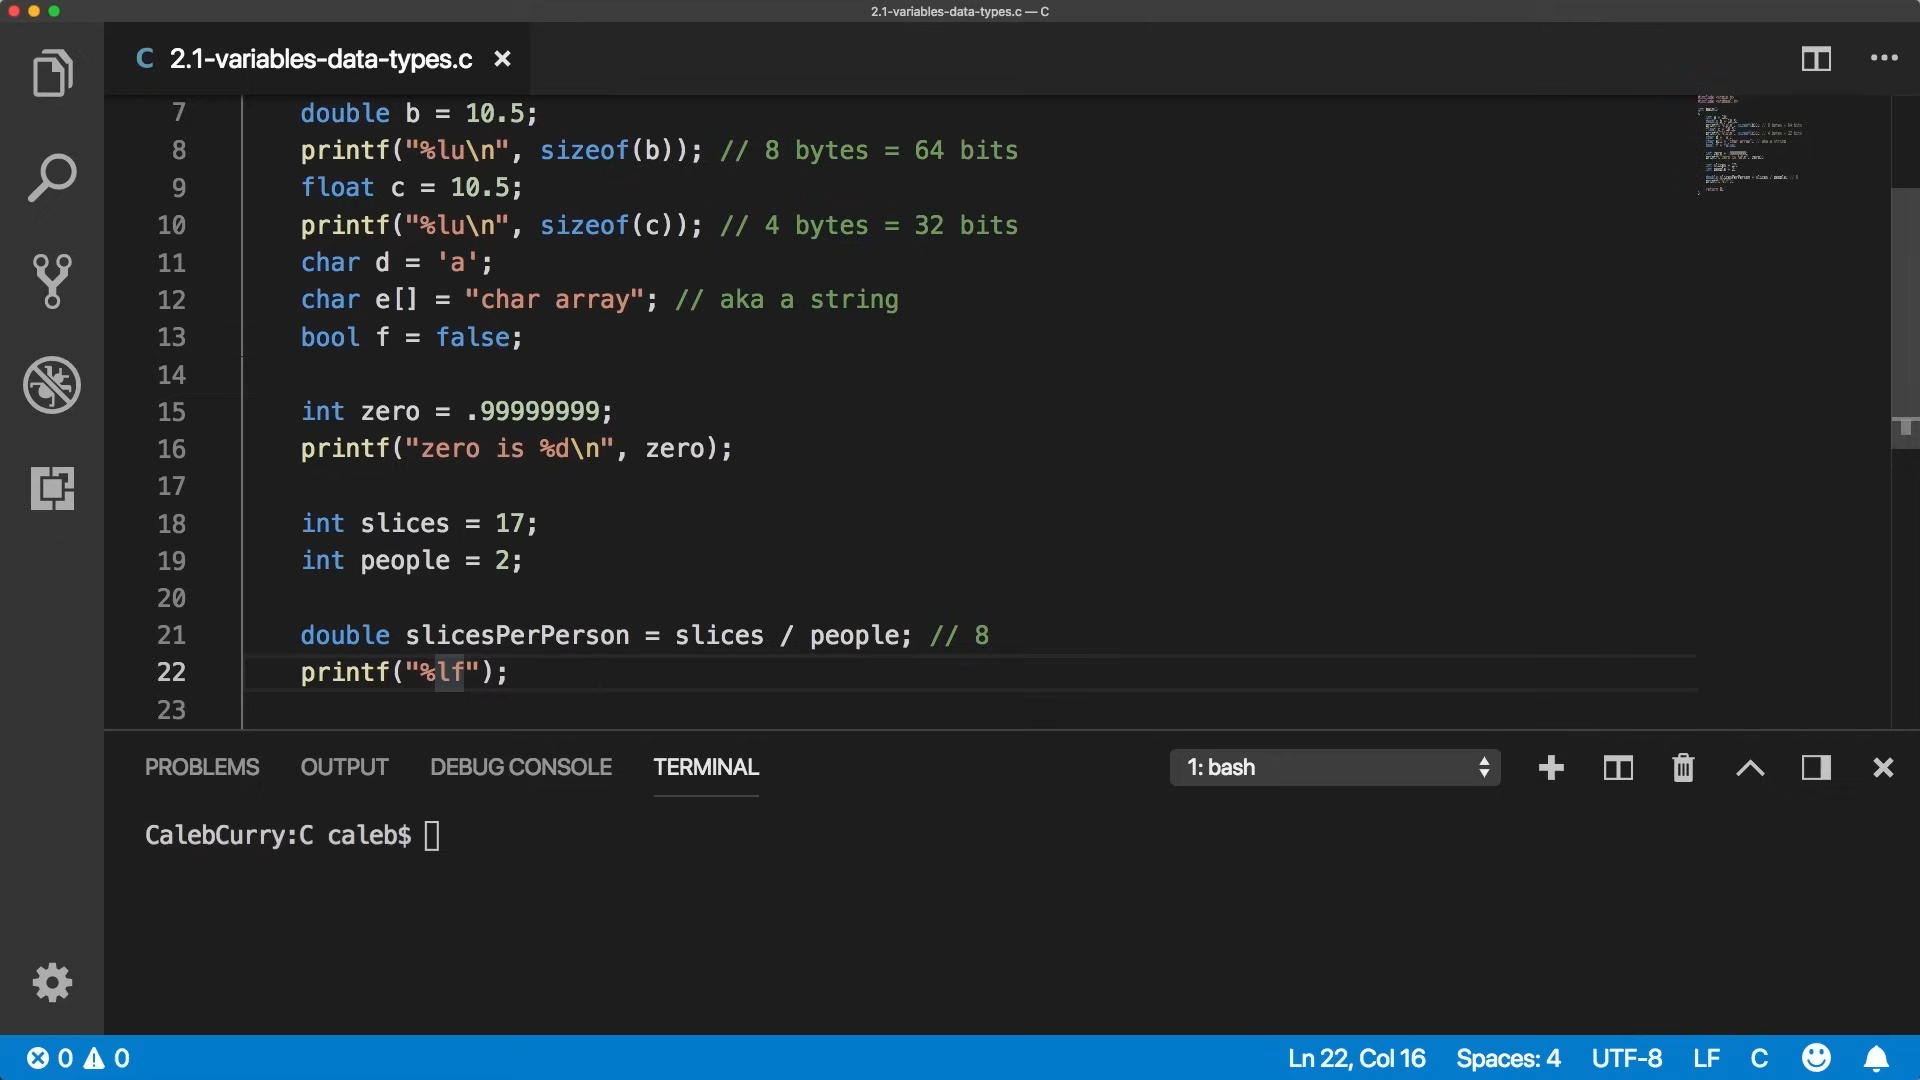 2.1-variables-data-types.c — C
C 2.1-variables-data-types.c
7 double b = 10.5;
8 printf("%lu\n", sizeof(b)); // 8 bytes = 64 bits
9 float c = 10.5;
10 printf("%lu\n", sizeof(c)); // 4 bytes = 32 bits
11 char d = 'a';
12 char e[] = "char array"; // aka a string
13 bool f = false;
14
15 int zero = .99999999;
16 printf("zero is %d\n", zero);
17
18 int slices = 17;
19 int people = 2;
20
21 double slicesPerPerson = slices / people; // 8
22 printf("%lf");
23
PROBLEMS OUTPUT DEBUG CONSOLE TERMINAL 1: bash
CalebCurry:C caleb$
0 0 Ln 22, Col 16 Spaces: 4 UTF-8 LF C